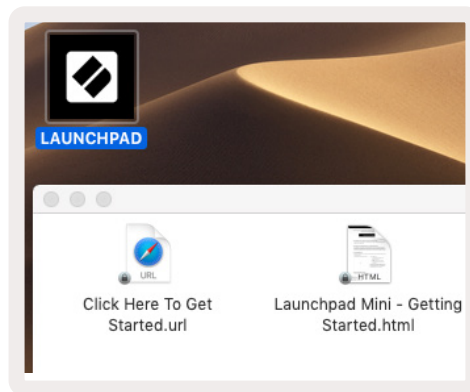 LAUNCHPAD
URL
HTML
Click Here To Get
Started.url
Launchpad Mini - Getting
Started.html